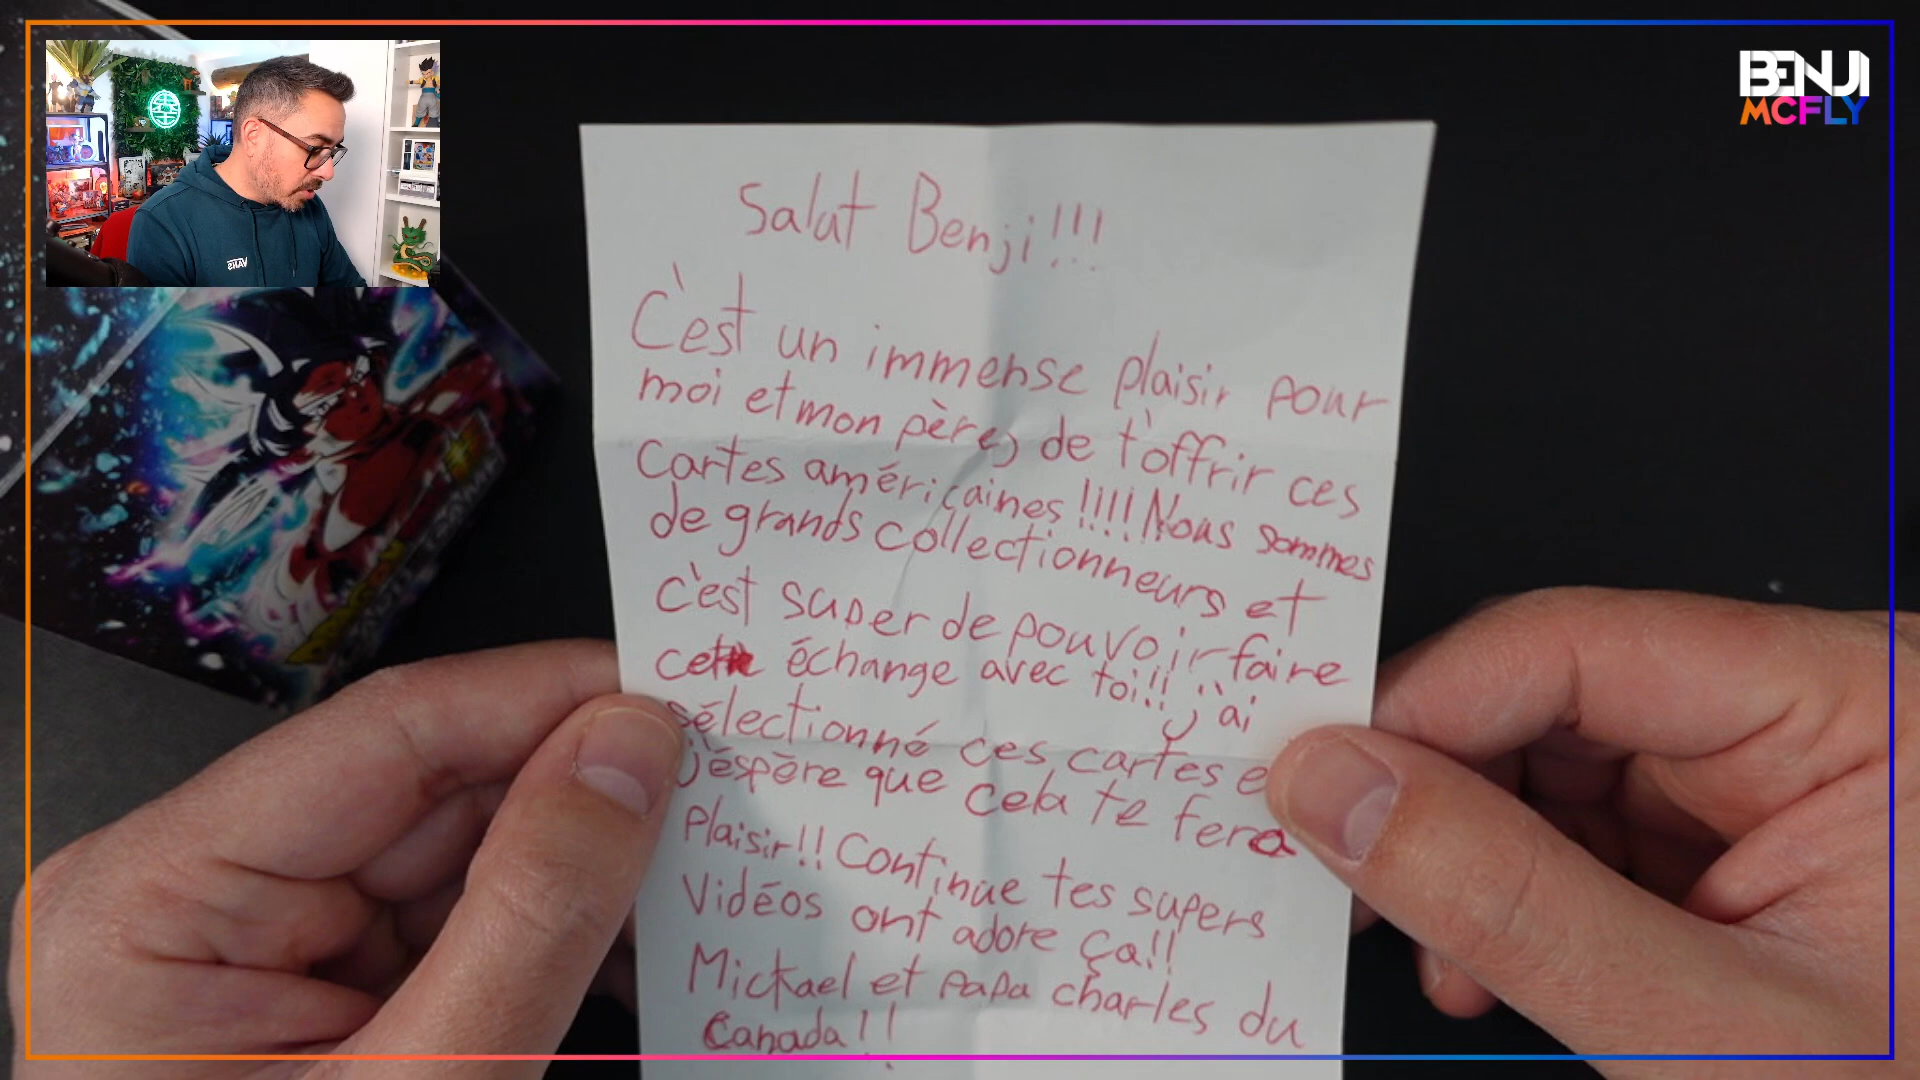 BENJI
MCFLY
VANS
Salut Benji!!!
C'est un immense plaisir pour
moi et mon père, de t'offrir ces
Cartes américaines!!!! Nous sommes
de grands collectionneurs et
c'est super de pouvoir faire
cet échange avec toi!! j'ai
sélectionné ces cartes e
j'espère que cela te fera
Plaisir!! Continue tes supers
Vidéos ont adore ça!!
Mickael et papa charles du
Canada!!